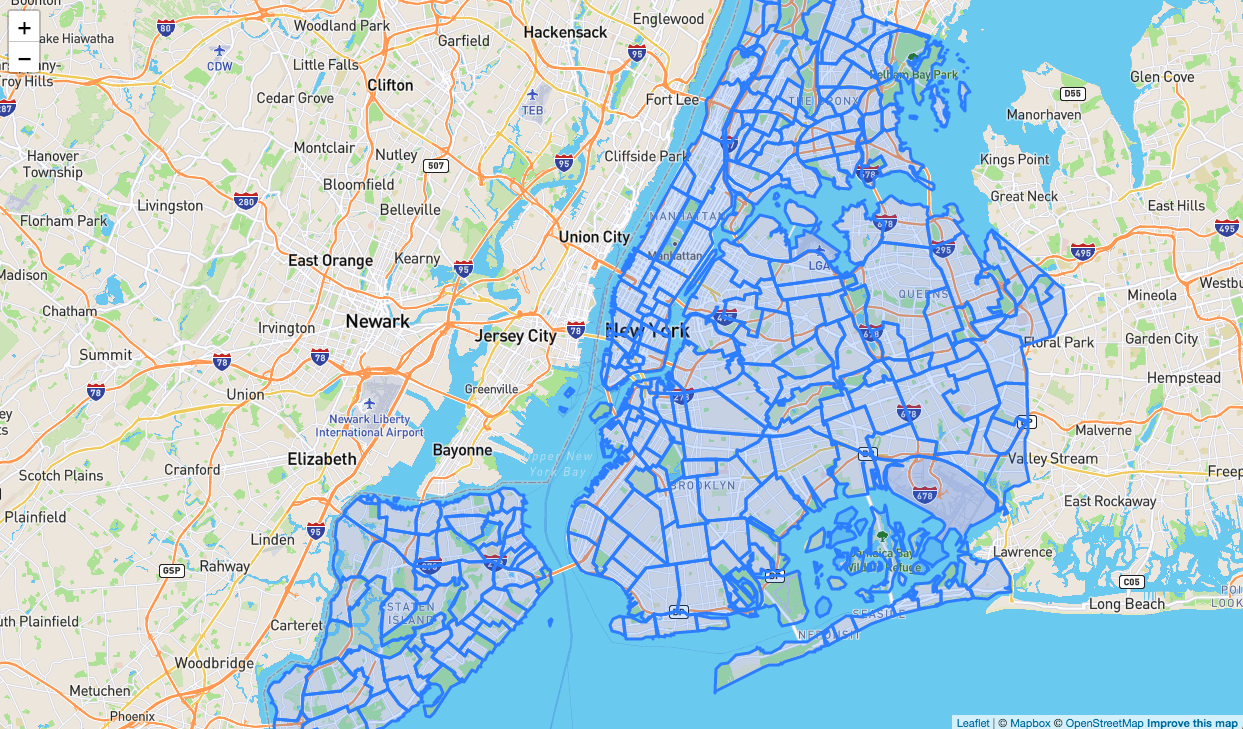 Boonton
Woodland Park
Englewood
Hackensack
+
80
Lake Hiawatha
Garfield
95
Glen Cove
−
CDW
Little Falls
Pelham Bay Park
Troy Hills
Clifton
Cedar Grove
TEB
Fort Lee
THE BRONX
D55
287
Manorhaven
Hanover
Township
Montclair
Nutley
507
95
Cliffside Park
Kings Point
678
Bloomfield
Livingston
280
Belleville
Great Neck
East Hills
Florham Park
MANHATTAN
678
495
Union City
295
495
East Orange
Kearny
95
Manhattan
LGA
Madison
QUEENS
Mineola
Chatham
Newark
Irvington
Jersey City
78
New York
678
Floral Park
Garden City
Summit
78
78
78
Union
Greenville
278
Hempstead
Newark Liberty
International Airport
678
Malverne
Elizabeth
Bayonne
Upper New
York Bay
Valley Stream
Scotch Plains
Cranford
BROOKLYN
678
Freep
East Rockaway
Plainfield
95
Linden
Jamaica Bay
Wildlife Refuge
Lawrence
GSP
Rahway
BP
C05
Long Beach
POI
LOOK
STATEN
ISLAND
BP
SEASIDE
uth Plainfield
Carteret
NEPONSIT
Woodbridge
Metuchen
Phoenix
Leaflet | © Mapbox © OpenStreetMap Improve this map